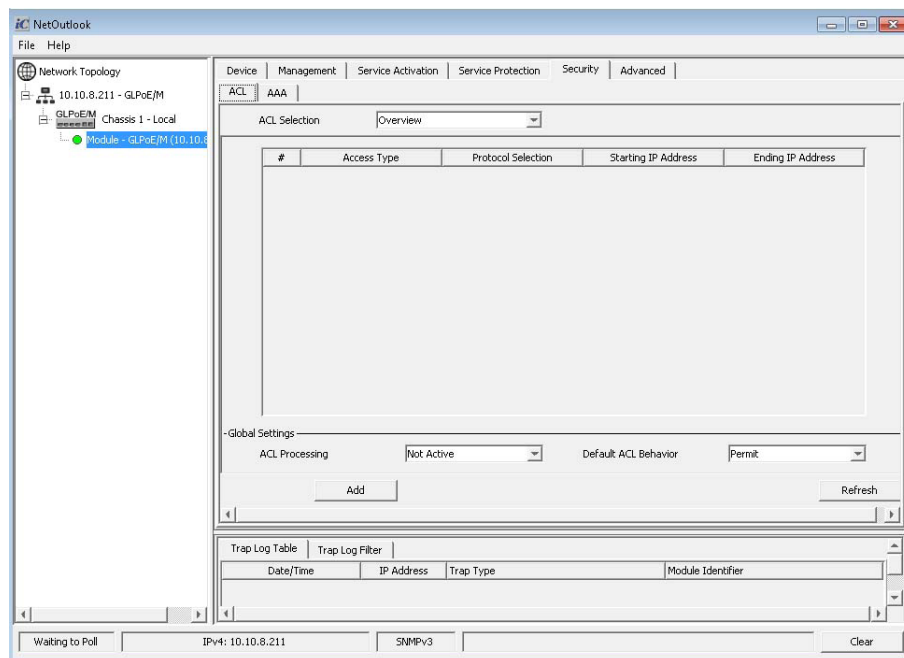 iC NetOutlook
File Help
Network Topology
10.10.8.211 - GLPoE/M
GLPoE/M Chassis 1 - Local
Module - GLPoE/M (10.10.8
Device Management Service Activation Service Protection Security Advanced
ACL AAA
ACL Selection Overview
# Access Type Protocol Selection Starting IP Address Ending IP Address
Global Settings
ACL Processing Not Active Default ACL Behavior Permit
Add Refresh
Trap Log Table Trap Log Filter
Date/Time IP Address Trap Type Module Identifier
Waiting to Poll IPv4: 10.10.8.211 SNMPv3 Clear